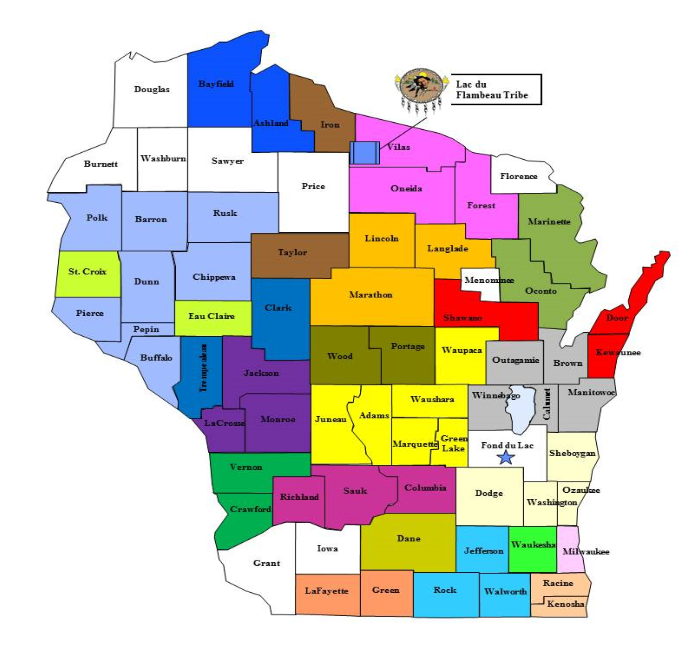 Lac du
Flambeau Tribe
Douglas
Bayfield
Ashland
Iron
Vilas
Burnett
Washburn
Sawyer
Price
Oneida
Florence
Forest
Marinette
Polk
Barron
Rusk
Lincoln
Langlade
Taylor
St. Croix
Dunn
Chippewa
Menominee
Oconto
Marathon
Clark
Pierce
Eau Claire
Shawano
Door
Pepin
Buffalo
Trempealeau
Wood
Portage
Waupaca
Outagamie
Brown
Kewaunee
Jackson
Waushara
Winnebago
Calumet
Manitowoc
LaCrosse
Monroe
Juneau
Adams
Marquette
Green
Lake
Fond du Lac
Sheboygan
Vernon
Richland
Sauk
Columbia
Dodge
Ozaukee
Washington
Crawford
Dane
Iowa
Jefferson
Waukesha
Milwaukee
Grant
LaFayette
Green
Rock
Walworth
Racine
Kenosha